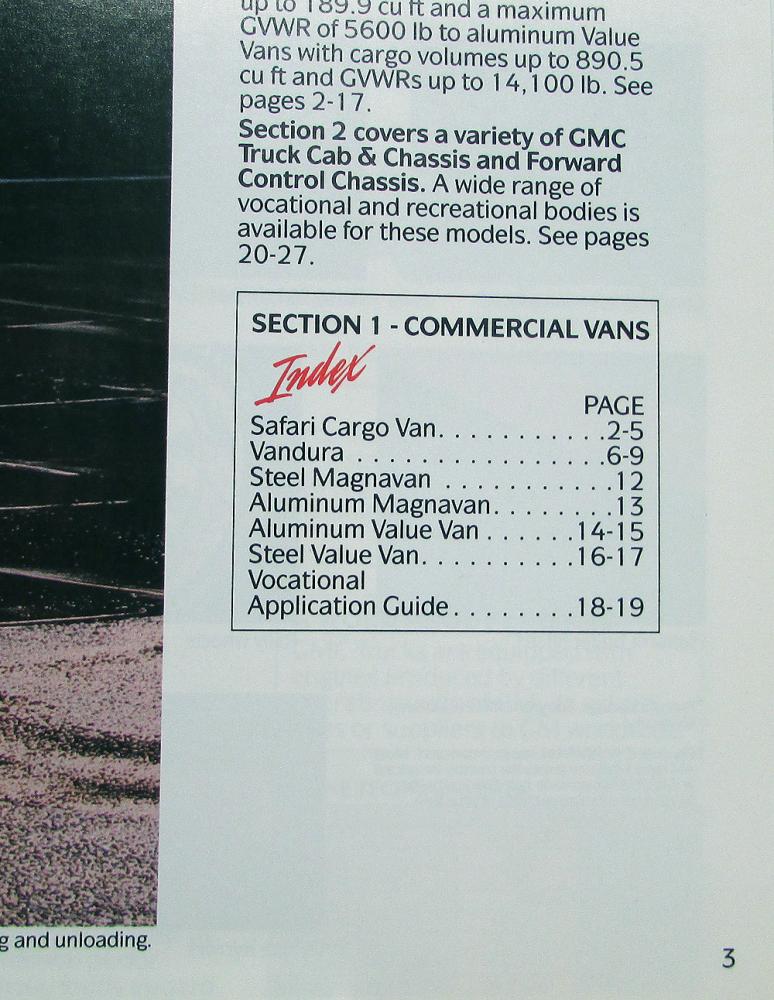 up to 189.9 cu ft and a maximum
GVWR of 5600 lb to aluminum Value
Vans with cargo volumes up to 890.5
cu ft and GVWRs up to 14,100 lb. See
pages 2-17.
Section 2 covers a variety of GMC
Truck Cab & Chassis and Forward
Control Chassis. A wide range of
vocational and recreational bodies is
available for these models. See pages
20-27.
SECTION 1 - COMMERCIAL VANS
Index
PAGE
Safari Cargo Van. . . . . . . . . . . .2-5
Vandura . . . . . . . . . . . . . . . . . .6-9
Steel Magnavan . . . . . . . . . . . . .12
Aluminum Magnavan. . . . . . . . .13
Aluminum Value Van . . . . . .14-15
Steel Value Van. . . . . . . . . . .16-17
Vocational
Application Guide. . . . . . . . .18-19
g and unloading.
3